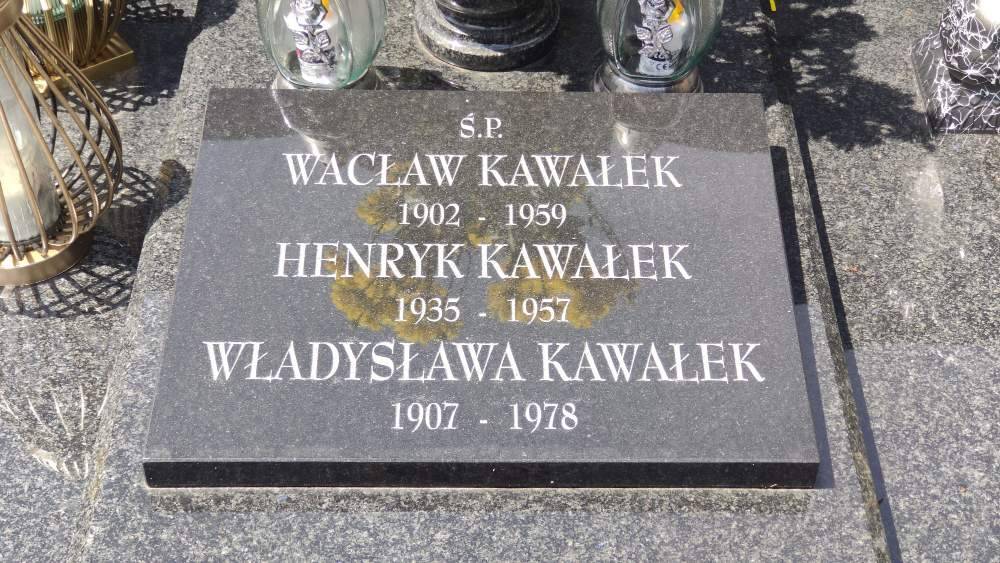 Ś.P.
WACŁAW KAWAŁEK
1902 - 1959
HENRYK KAWAŁEK
1935 - 1957
WŁADYSŁAWA KAWAŁEK
1907 - 1978